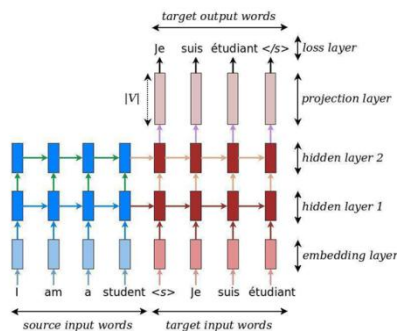 target output words
Je suis étudiant </s>
loss layer
|V|
projection layer
hidden layer 2
hidden layer 1
embedding layer
I am a student <s> Je suis étudiant
source input words
target input words